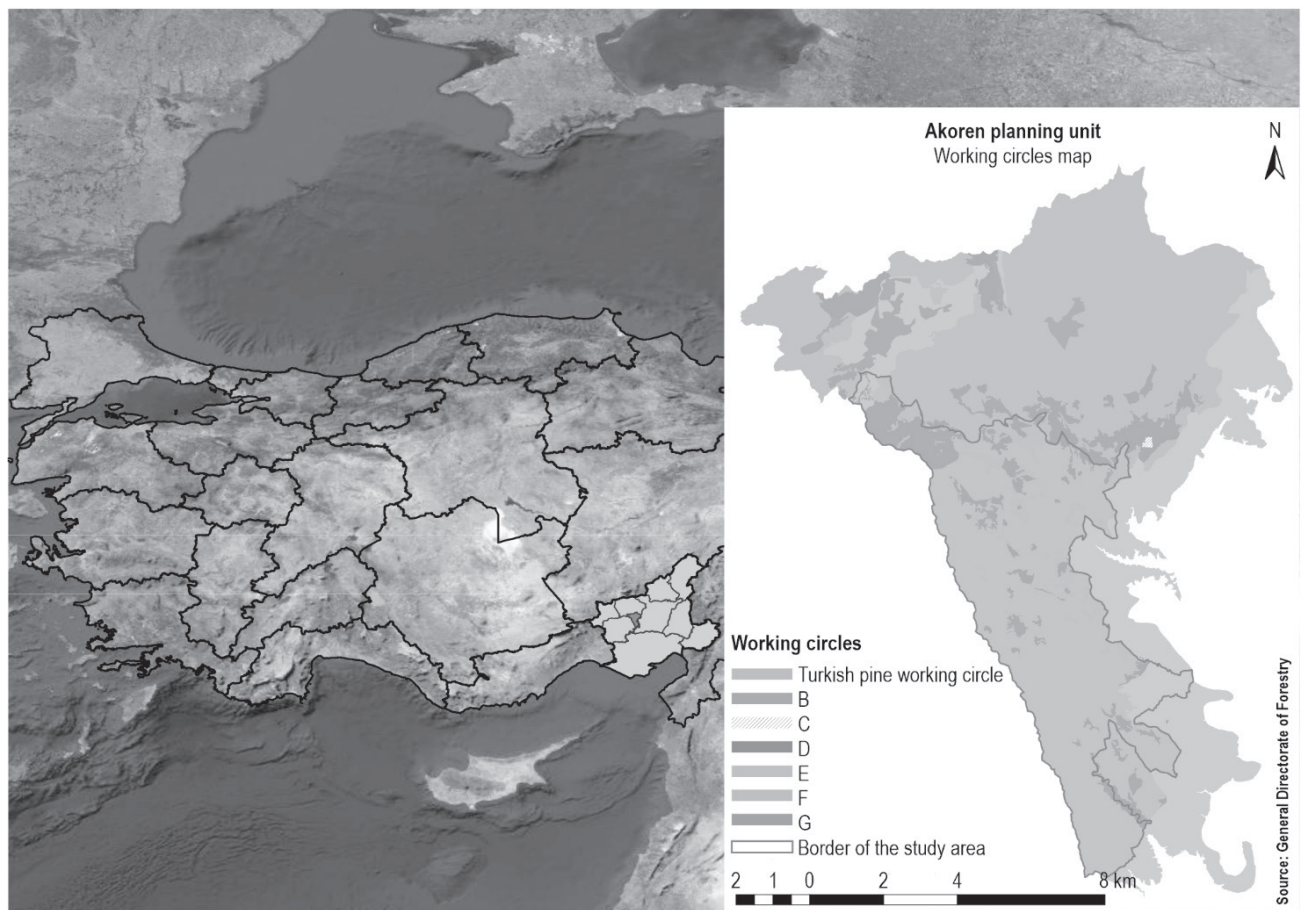 Akoren planning unit
Working circles map
N
Working circles
Turkish pine working circle
B
C
D
E
F
G
Border of the study area
2 1 0 2 4 8 km
Source: General Directorate of Forestry